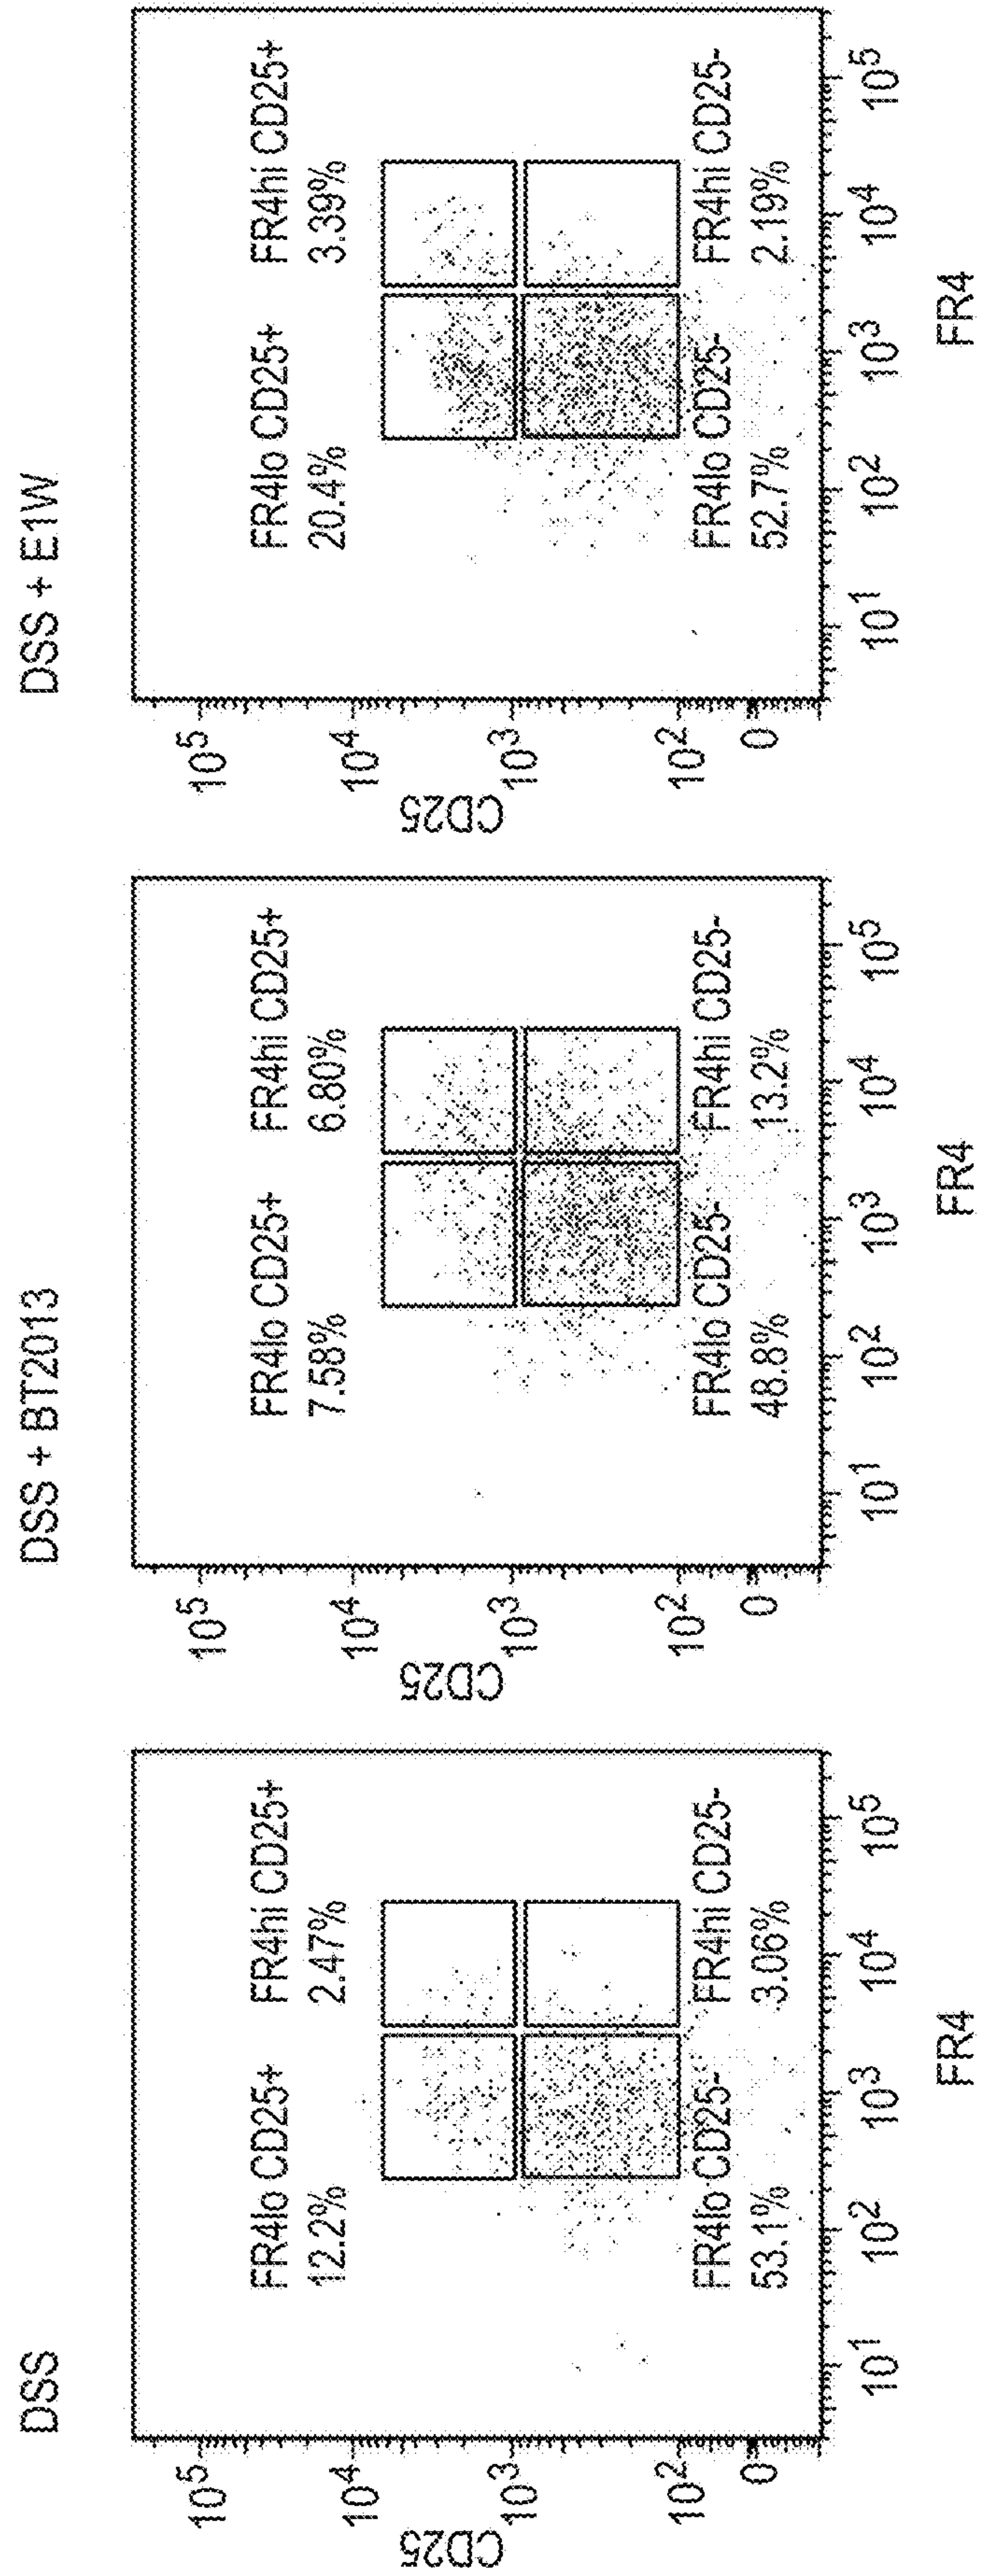 DSS
FR4lo CD25+
12.2%
FR4hi CD25+
2.47%
FR4lo CD25-
53.1%
FR4hi CD25-
3.06%
10^5
10^4
10^3
10^2
0
CD25
10^1
10^2
10^3
10^4
10^5
FR4
DSS + BT2013
FR4lo CD25+
7.58%
FR4hi CD25+
6.80%
FR4lo CD25-
48.8%
FR4hi CD25-
13.2%
10^5
10^4
10^3
10^2
0
CD25
10^1
10^2
10^3
10^4
10^5
FR4
DSS + E1W
FR4lo CD25+
20.4%
FR4hi CD25+
3.39%
FR4lo CD25-
52.7%
FR4hi CD25-
2.19%
10^5
10^4
10^3
10^2
0
CD25
10^1
10^2
10^3
10^4
10^5
FR4